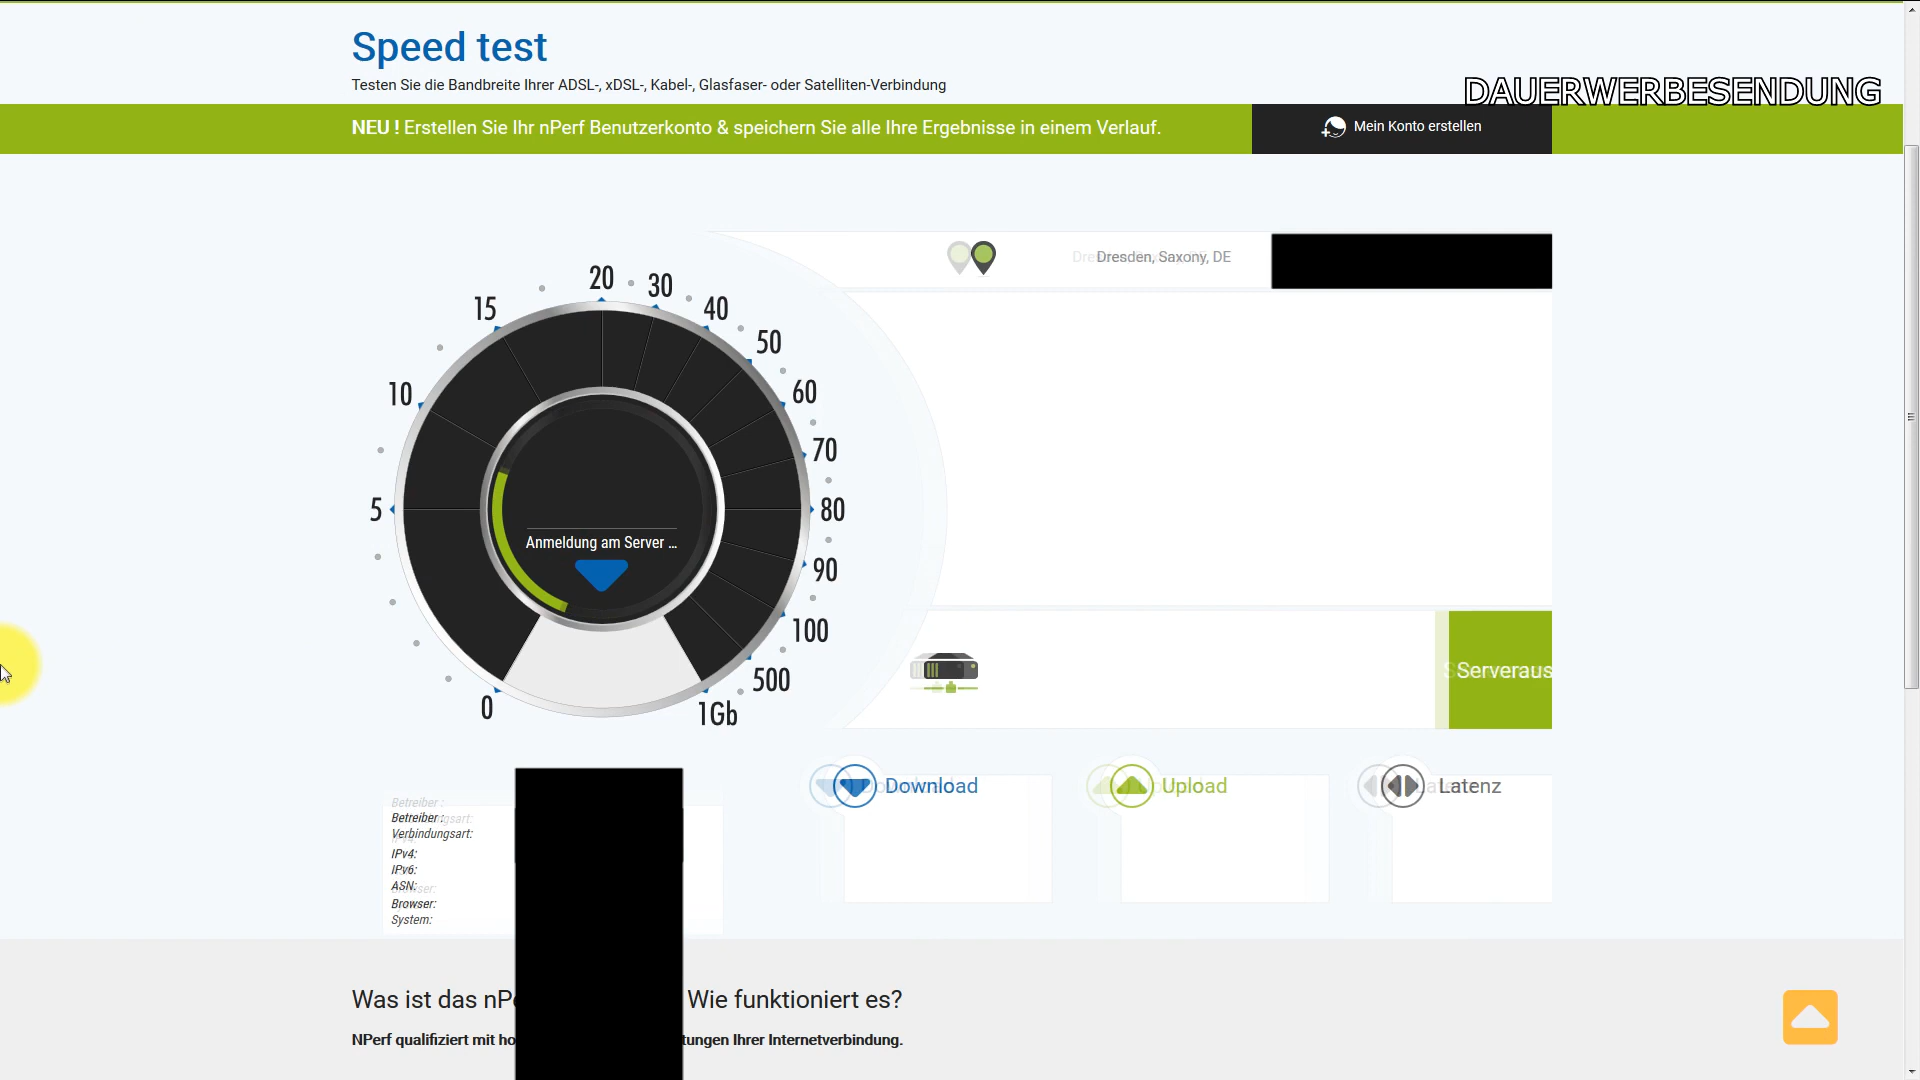 Speed test
Testen Sie die Bandbreite Ihrer ADSL-, xDSL-, Kabel-, Glasfaser- oder Satelliten-Verbindung
DAUERWERBESENDUNG
NEU ! Erstellen Sie Ihr nPerf Benutzerkonto & speichern Sie alle Ihre Ergebnisse in einem Verlauf.
Mein Konto erstellen
Dresden, Saxony, DE
20
30
15
40
50
10
60
70
5
80
Anmeldung am Server ...
90
100
Serveraus
500
0
1Gb
Download
Upload
Latenz
Betreiber :
Betreiber :
Verbindungsart:
IPv4:
IPv6:
ASN:
Browser:
System:
Was ist das nP
Wie funktioniert es?
NPerf qualifiziert mit ho
tungen Ihrer Internetverbindung.